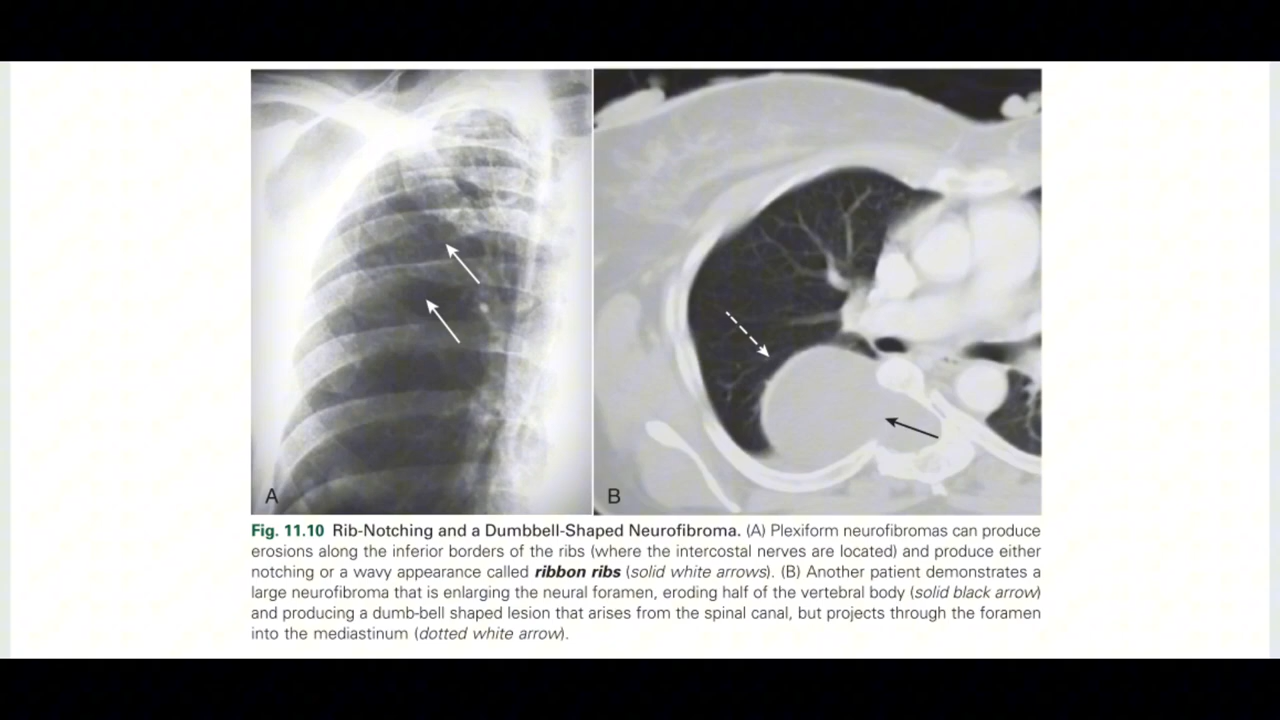 A
B
Fig. 11.10 Rib-Notching and a Dumbbell-Shaped Neurofibroma. (A) Plexiform neurofibromas can produce
erosions along the inferior borders of the ribs (where the intercostal nerves are located) and produce either
notching or a wavy appearance called ribbon ribs (solid white arrows). (B) Another patient demonstrates a
large neurofibroma that is enlarging the neural foramen, eroding half of the vertebral body (solid black arrow)
and producing a dumb-bell shaped lesion that arises from the spinal canal, but projects through the foramen
into the mediastinum (dotted white arrow).